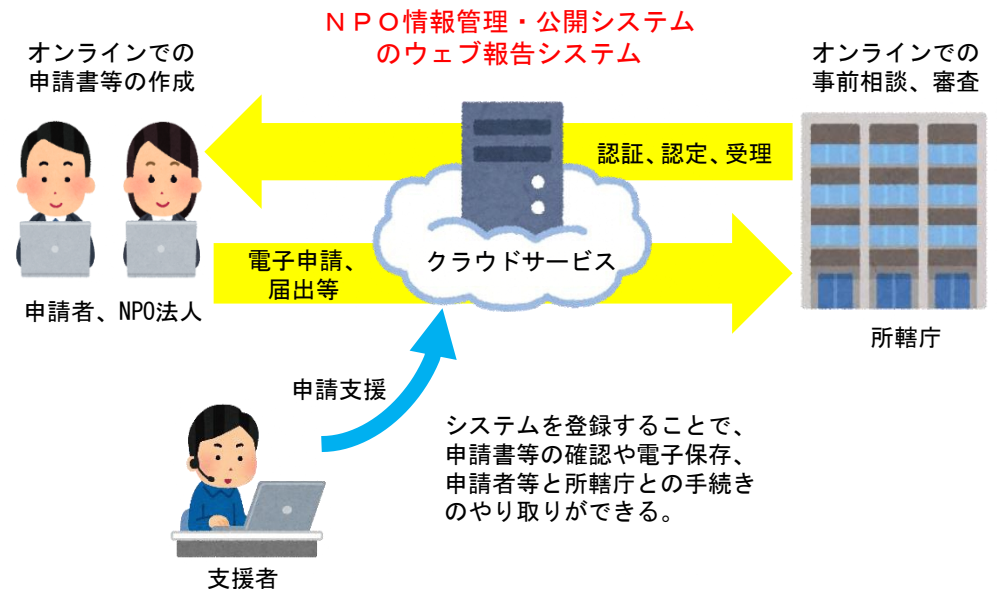 ＮＰＯ情報管理・公開システム
のウェブ報告システム
オンラインでの
申請書等の作成
オンラインでの
事前相談、審査
認証、認定、受理
電子申請、
届出等
クラウドサービス
申請者、NPO法人
所轄庁
申請支援
システムを登録することで、
申請書等の確認や電子保存、
申請者等と所轄庁との手続き
のやり取りができる。
支援者